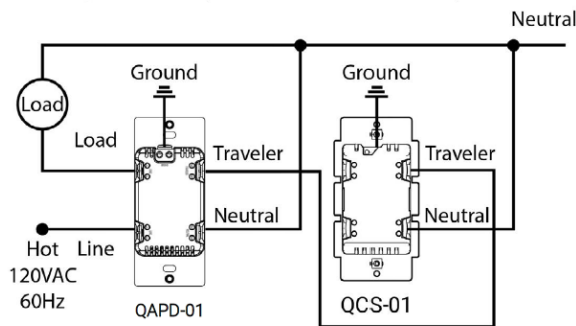 Neutral
Ground
Ground
Load
Load
Traveler
Traveler
Neutral
Neutral
Hot
Line
120VAC
60Hz
QAPD-01
QCS-01